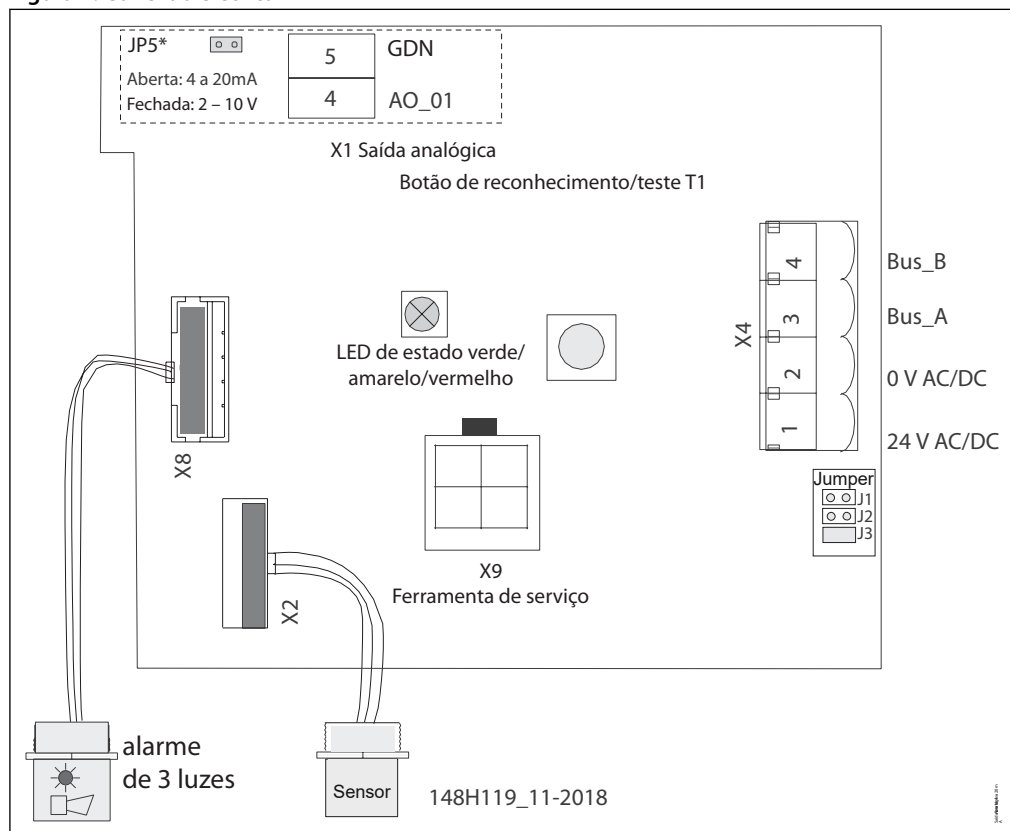 JP5*
Aberta: 4 a 20mA
Fechada: 2 – 10 V
5
GDN
4
AO_01
X1 Saída analógica
Botão de reconhecimento/teste T1
LED de estado verde/
amarelo/vermelho
X4
4
3
2
1
Bus_B
Bus_A
0 V AC/DC
24 V AC/DC
Jumper
J1
J2
J3
X8
X2
X9
Ferramenta de serviço
alarme
de 3 luzes
Sensor
148H119_11-2018